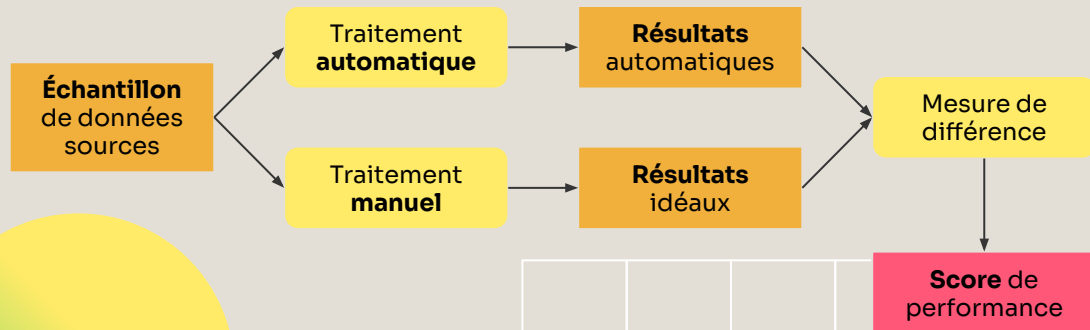 Échantillon
de données
sources
Traitement
automatique
Résultats
automatiques
Traitement
manuel
Résultats
idéaux
Mesure de
différence
Score de
performance